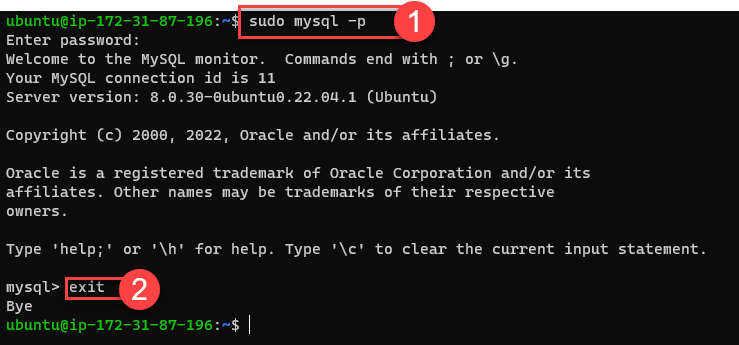 ubuntu@ip-172-31-87-196:~$ sudo mysql -p 1
Enter password:
Welcome to the MySQL monitor.  Commands end with ; or \g.
Your MySQL connection id is 11
Server version: 8.0.30-0ubuntu0.22.04.1 (Ubuntu)
Copyright (c) 2000, 2022, Oracle and/or its affiliates.
Oracle is a registered trademark of Oracle Corporation and/or its
affiliates. Other names may be trademarks of their respective
owners.
Type 'help;' or '\h' for help. Type '\c' to clear the current input statement.
mysql> exit 2
Bye
ubuntu@ip-172-31-87-196:~$